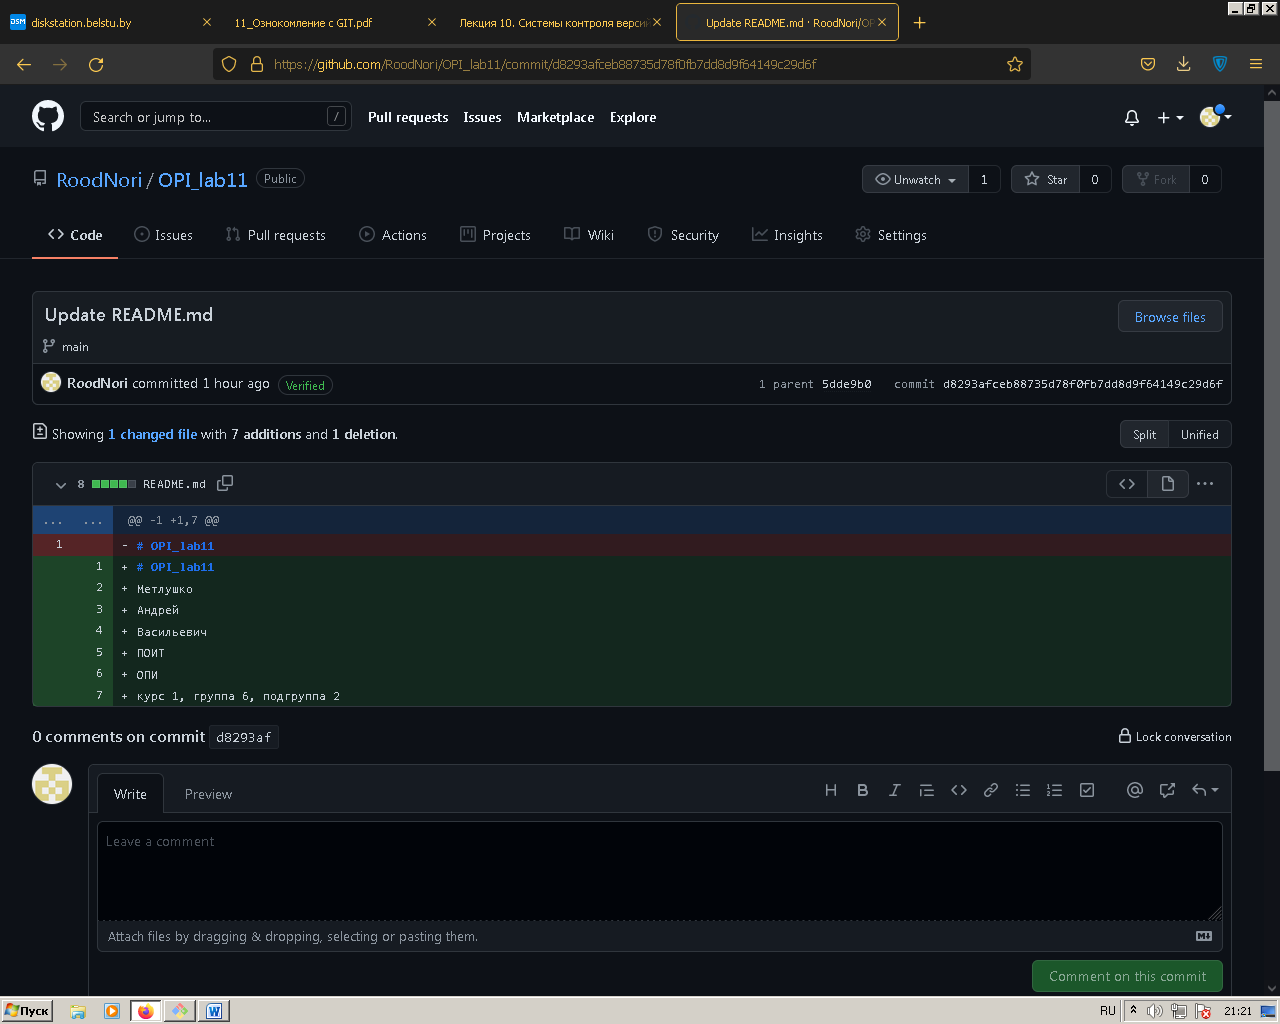 diskstation.belstu.by
11_Ознокомление с GIT.pdf
Лекция 10. Системы контроля версий
Update README.md · RoodNori/OP
https://github.com/RoodNori/OPI_lab11/commit/d8293afceb88735d78f0fb7dd8d9f64149c29d6f
Search or jump to... /
Pull requests Issues Marketplace Explore
RoodNori / OPI_lab11 Public
Unwatch 1 Star 0 Fork 0
Code Issues Pull requests Actions Projects Wiki Security Insights Settings
Update README.md
Browse files
main
RoodNori committed 1 hour ago Verified
1 parent 5dde9b0 commit d8293afceb88735d78f0fb7dd8d9f64149c29d6f
Showing 1 changed file with 7 additions and 1 deletion.
Split Unified
8 README.md
... ... @@ -1 +1,7 @@
1 - # OPI_lab11
1 + # OPI_lab11
2 + Метлушко
3 + Андрей
4 + Васильевич
5 + ПОИТ
6 + ОПИ
7 + курс 1, группа 6, подгруппа 2
0 comments on commit d8293af
Lock conversation
Write Preview
Leave a comment
Attach files by dragging & dropping, selecting or pasting them.
Comment on this commit
Пуск
RU 21:21